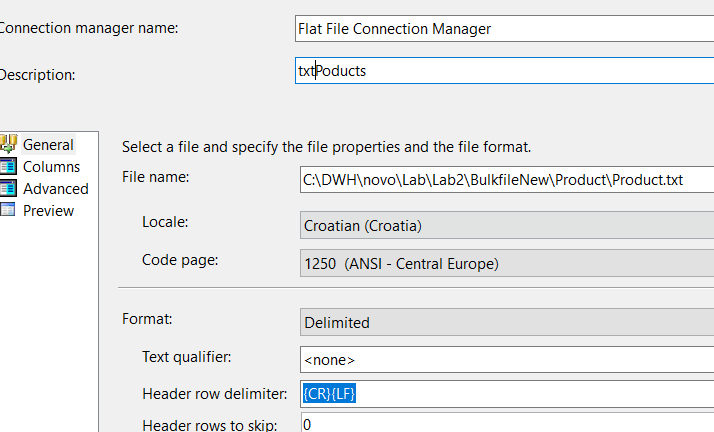 Connection manager name:
Flat File Connection Manager
Description:
txtPoducts
General
Columns
Advanced
Preview
Select a file and specify the file properties and the file format.
File name:
C:\DWH\novo\Lab\Lab2\BulkfileNew\Product\Product.txt
Locale:
Croatian (Croatia)
Code page:
1250  (ANSI - Central Europe)
Format:
Delimited
Text qualifier:
<none>
Header row delimiter:
{CR}{LF}
Header rows to skip:
0